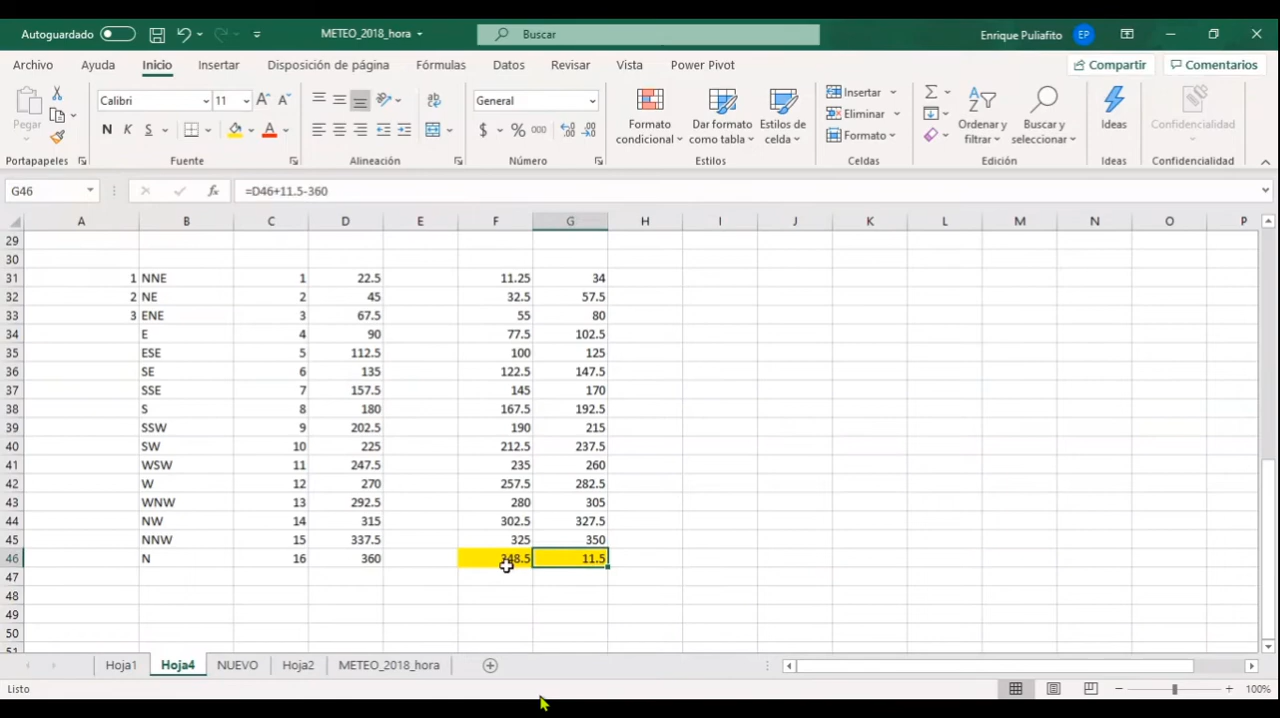 Autoguardado METEO_2018_hora Buscar Enrique Puliafito EP
Archivo Ayuda Inicio Insertar Disposición de página Fórmulas Datos Revisar Vista Power Pivot Compartir Comentarios
Pegar Calibri 11 General Formato condicional Dar formato como tabla Estilos de celda Insertar Eliminar Formato Ordenar y filtrar Buscar y seleccionar Ideas Confidencialidad
N K S $ % 000
Portapapeles Fuente Alineación Número Estilos Celdas Edición Ideas Confidencialidad
G46 fx =D46+11.5-360
A B C D E F G H I J K L M N O P
29
30
31 1 NNE 1 22.5 11.25 34
32 2 NE 2 45 32.5 57.5
33 3 ENE 3 67.5 55 80
34 E 4 90 77.5 102.5
35 ESE 5 112.5 100 125
36 SE 6 135 122.5 147.5
37 SSE 7 157.5 145 170
38 S 8 180 167.5 192.5
39 SSW 9 202.5 190 215
40 SW 10 225 212.5 237.5
41 WSW 11 247.5 235 260
42 W 12 270 257.5 282.5
43 WNW 13 292.5 280 305
44 NW 14 315 302.5 327.5
45 NNW 15 337.5 325 350
46 N 16 360 348.5 11.5
47
48
49
50
51
Hoja1 Hoja4 NUEVO Hoja2 METEO_2018_hora
Listo 100%